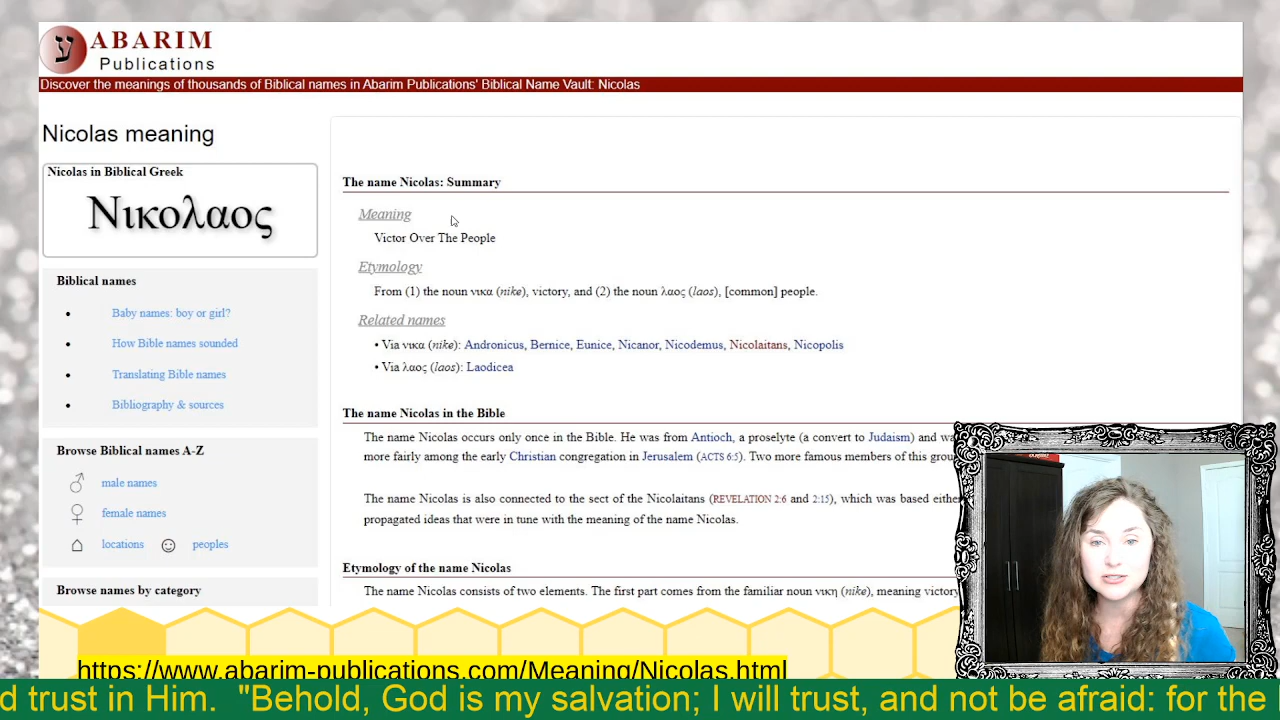 ABARIM
Publications
Discover the meanings of thousands of Biblical names in Abarim Publications' Biblical Name Vault: Nicolas
Nicolas meaning
Nicolas in Biblical Greek
Νικολαος
Biblical names
• Baby names: boy or girl?
• How Bible names sounded
• Translating Bible names
• Bibliography & sources
Browse Biblical names A-Z
male names
female names
locations peoples
Browse names by category
The name Nicolas: Summary
Meaning
Victor Over The People
Etymology
From (1) the noun νικα (nike), victory, and (2) the noun λαος (laos), [common] people.
Related names
• Via νικα (nike): Andronicus, Bernice, Eunice, Nicanor, Nicodemus, Nicolaitans, Nicopolis
• Via λαος (laos): Laodicea
The name Nicolas in the Bible
The name Nicolas occurs only once in the Bible. He was from Antioch, a proselyte (a convert to Judaism) and
more fairly among the early Christian congregation in Jerusalem (ACTS 6:5). Two more famous members of this
The name Nicolas is also connected to the sect of the Nicolaitans (REVELATION 2:6 and 2:15), which was based
propagated ideas that were in tune with the meaning of the name Nicolas.
Etymology of the name Nicolas
The name Nicolas consists of two elements. The first part comes from the familiar noun νικη (nike), meaning victory
https://www.abarim-publications.com/Meaning/Nicolas.html
d trust in Him. "Behold, God is my salvation; I will trust, and not be afraid: for the